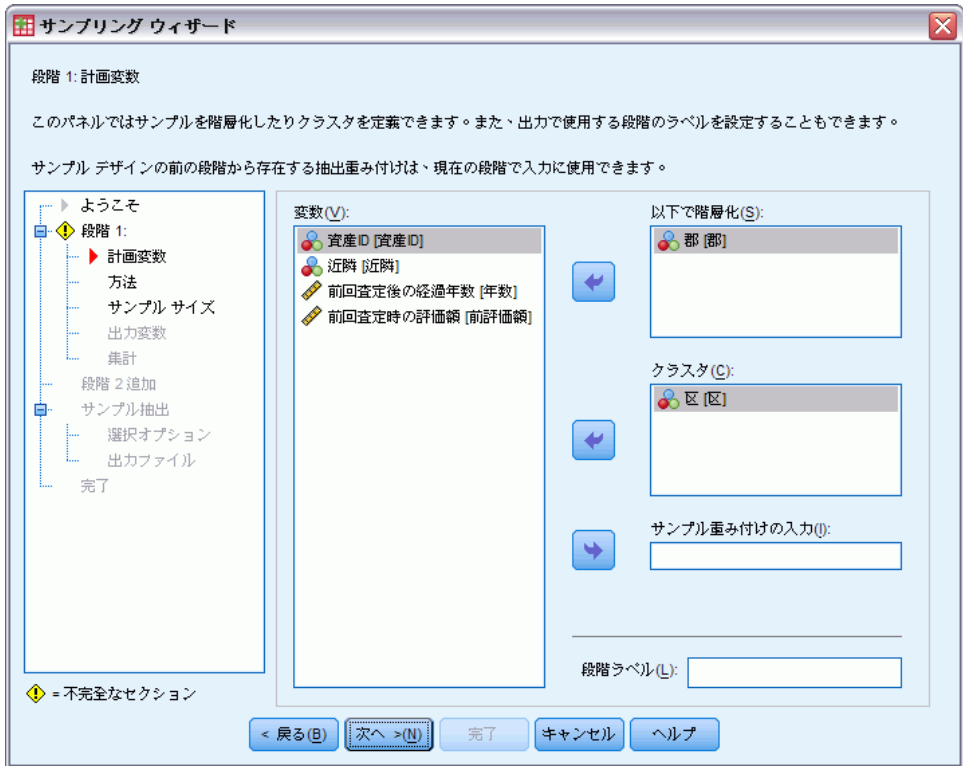 サンプリング ウィザード
段階 1: 計画変数
このパネルではサンプルを階層化したりクラスタを定義できます。また、出力で使用する段階のラベルを設定することもできます。
サンプル デザインの前の段階から存在する抽出重み付けは、現在の段階で入力に使用できます。
ようこそ
段階 1:
計画変数
方法
サンプル サイズ
出力変数
集計
段階 2 追加
サンプル抽出
選択オプション
出力ファイル
完了
= 不完全なセクション
変数(V):
資産ID [資産ID]
近隣 [近隣]
前回査定後の経過年数 [年数]
前回査定時の評価額 [前評価額]
以下で階層化(S):
郡 [郡]
クラスタ(C):
区 [区]
サンプル重み付けの入力(I):
段階ラベル(L):
< 戻る(B)
次へ >(N)
完了
キャンセル
ヘルプ